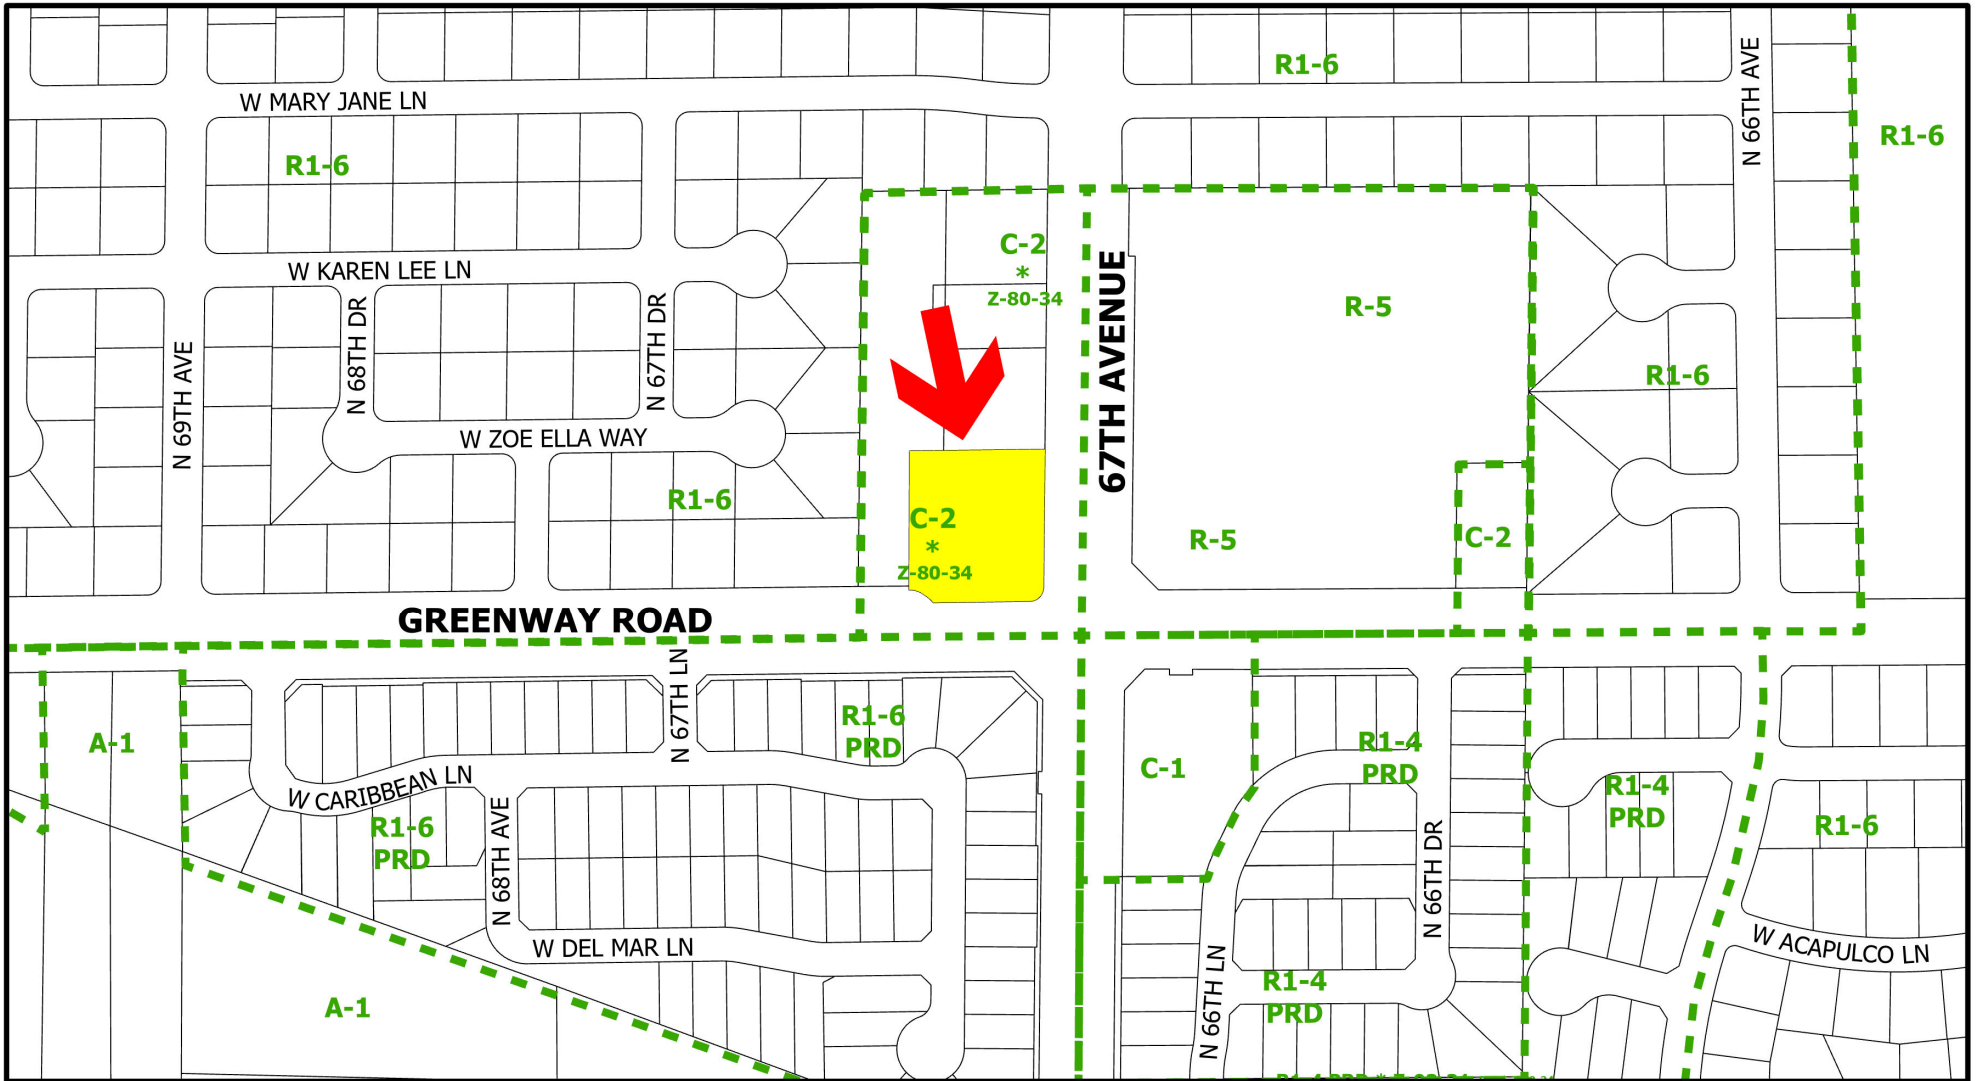 R1-6
N 66TH AVE
W MARY JANE LN
R1-6
R1-6
C-2
*
Z-80-34
W KAREN LEE LN
N 68TH DR
N 67TH DR
67TH AVENUE
R-5
N 69TH AVE
R1-6
W ZOE ELLA WAY
R1-6
C-2
*
Z-80-34
R-5
C-2
GREENWAY ROAD
N 67TH LN
A-1
R1-6
PRD
C-1
R1-4
PRD
W CARIBBEAN LN
R1-6
PRD
N 68TH AVE
R1-4
PRD
R1-6
N 66TH DR
W DEL MAR LN
W ACAPULCO LN
A-1
N 66TH LN
R1-4
PRD